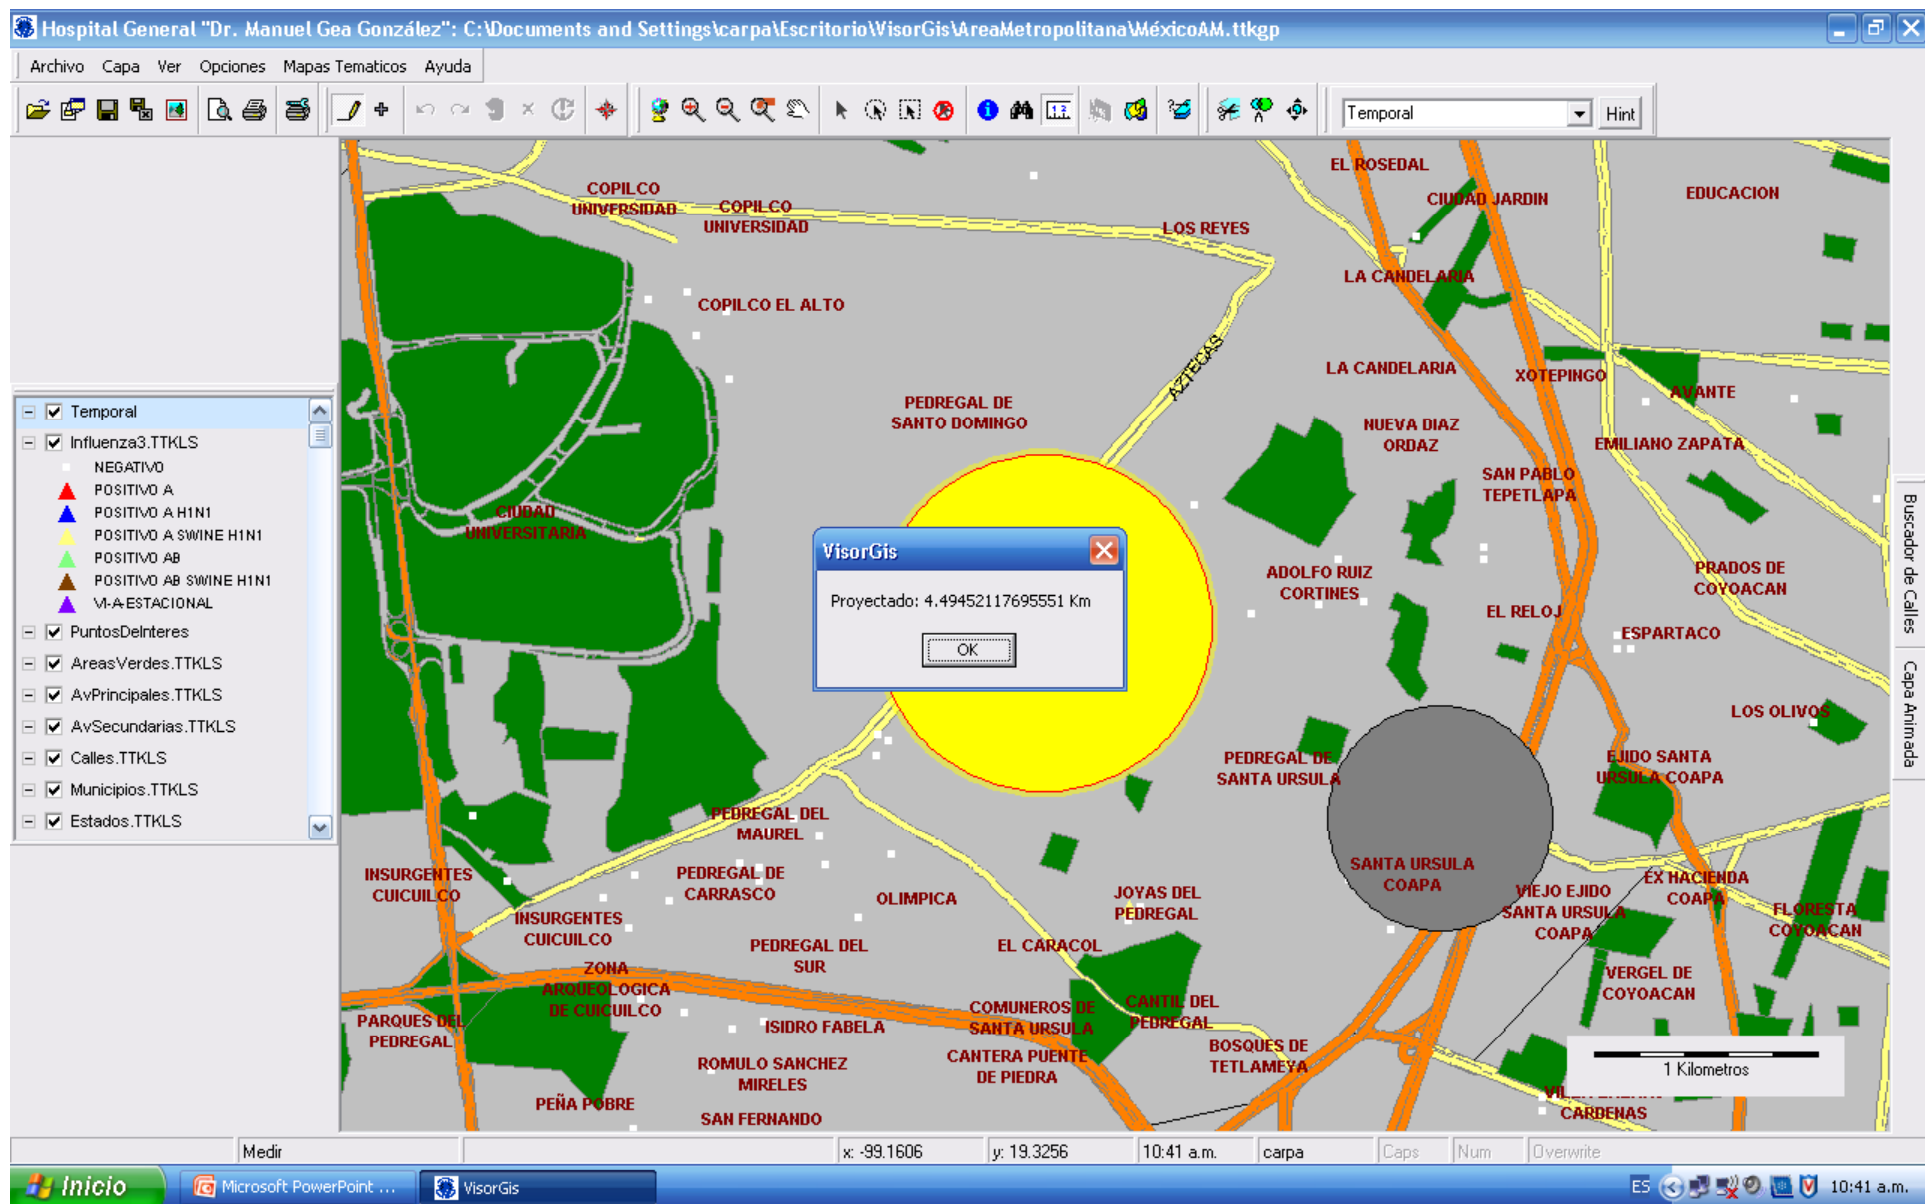 Hospital General "Dr. Manuel Gea González": C:\Documents and Settings\carpa\Escritorio\VisorGis\AreaMetropolitana\MéxicoAM.ttkgp
Archivo Capa Ver Opciones Mapas Tematicos Ayuda
Temporal
Hint
Temporal
Influenza3.TTKLS
NEGATIVO
POSITIVO A
POSITIVO A H1N1
POSITIVO A SWINE H1N1
POSITIVO AB
POSITIVO AB SWINE H1N1
VI-A-ESTACIONAL
PuntosDeInteres
AreasVerdes.TTKLS
AvPrincipales.TTKLS
AvSecundarias.TTKLS
Calles.TTKLS
Municipios.TTKLS
Estados.TTKLS
EL ROSEDAL
COPILCO
UNIVERSIDAD
COPILCO
UNIVERSIDAD
CIUDAD JARDIN
EDUCACION
LOS REYES
LA CANDELARIA
COPILCO EL ALTO
AZTECAS
LA CANDELARIA
XOTEPINGO
AVANTE
PEDREGAL DE
SANTO DOMINGO
NUEVA DIAZ
ORDAZ
EMILIANO ZAPATA
SAN PABLO
TEPETLAPA
CIUDAD
UNIVERSITARIA
VisorGis
Proyectado: 4.49452117695551 Km
OK
ADOLFO RUIZ
CORTINES
PRADOS DE
COYOACAN
EL RELOJ
ESPARTACO
LOS OLIVOS
PEDREGAL DE
SANTA URSULA
EJIDO SANTA
URSULA COAPA
PEDREGAL DEL
MAUREL
SANTA URSULA
COAPA
INSURGENTES
CUICUILCO
PEDREGAL DE
CARRASCO
OLIMPICA
JOYAS DEL
PEDREGAL
VIEJO EJIDO
SANTA URSULA
COAPA
EX HACIENDA
COAPA
FLORESTA
COYOACAN
INSURGENTES
CUICUILCO
PEDREGAL DEL
SUR
EL CARACOL
ZONA
ARQUEOLOGICA
DE CUICUILCO
VERGEL DE
COYOACAN
COMUNEROS DE
SANTA URSULA
CANTIL DEL
PEDREGAL
PARQUES DEL
PEDREGAL
ISIDRO FABELA
BOSQUES DE
TETLAMEYA
CANTERA PUENTE
DE PIEDRA
ROMULO SANCHEZ
MIRELES
1 Kilometros
PEÑA POBRE
SAN FERNANDO
CARDENAS
Buscador de Calles
Capa Animada
Medir x: -99.1606 y: 19.3256 10:41 a.m. carpa Caps Num Overwrite
Inicio Microsoft PowerPoint ... VisorGis ES 10:41 a.m.